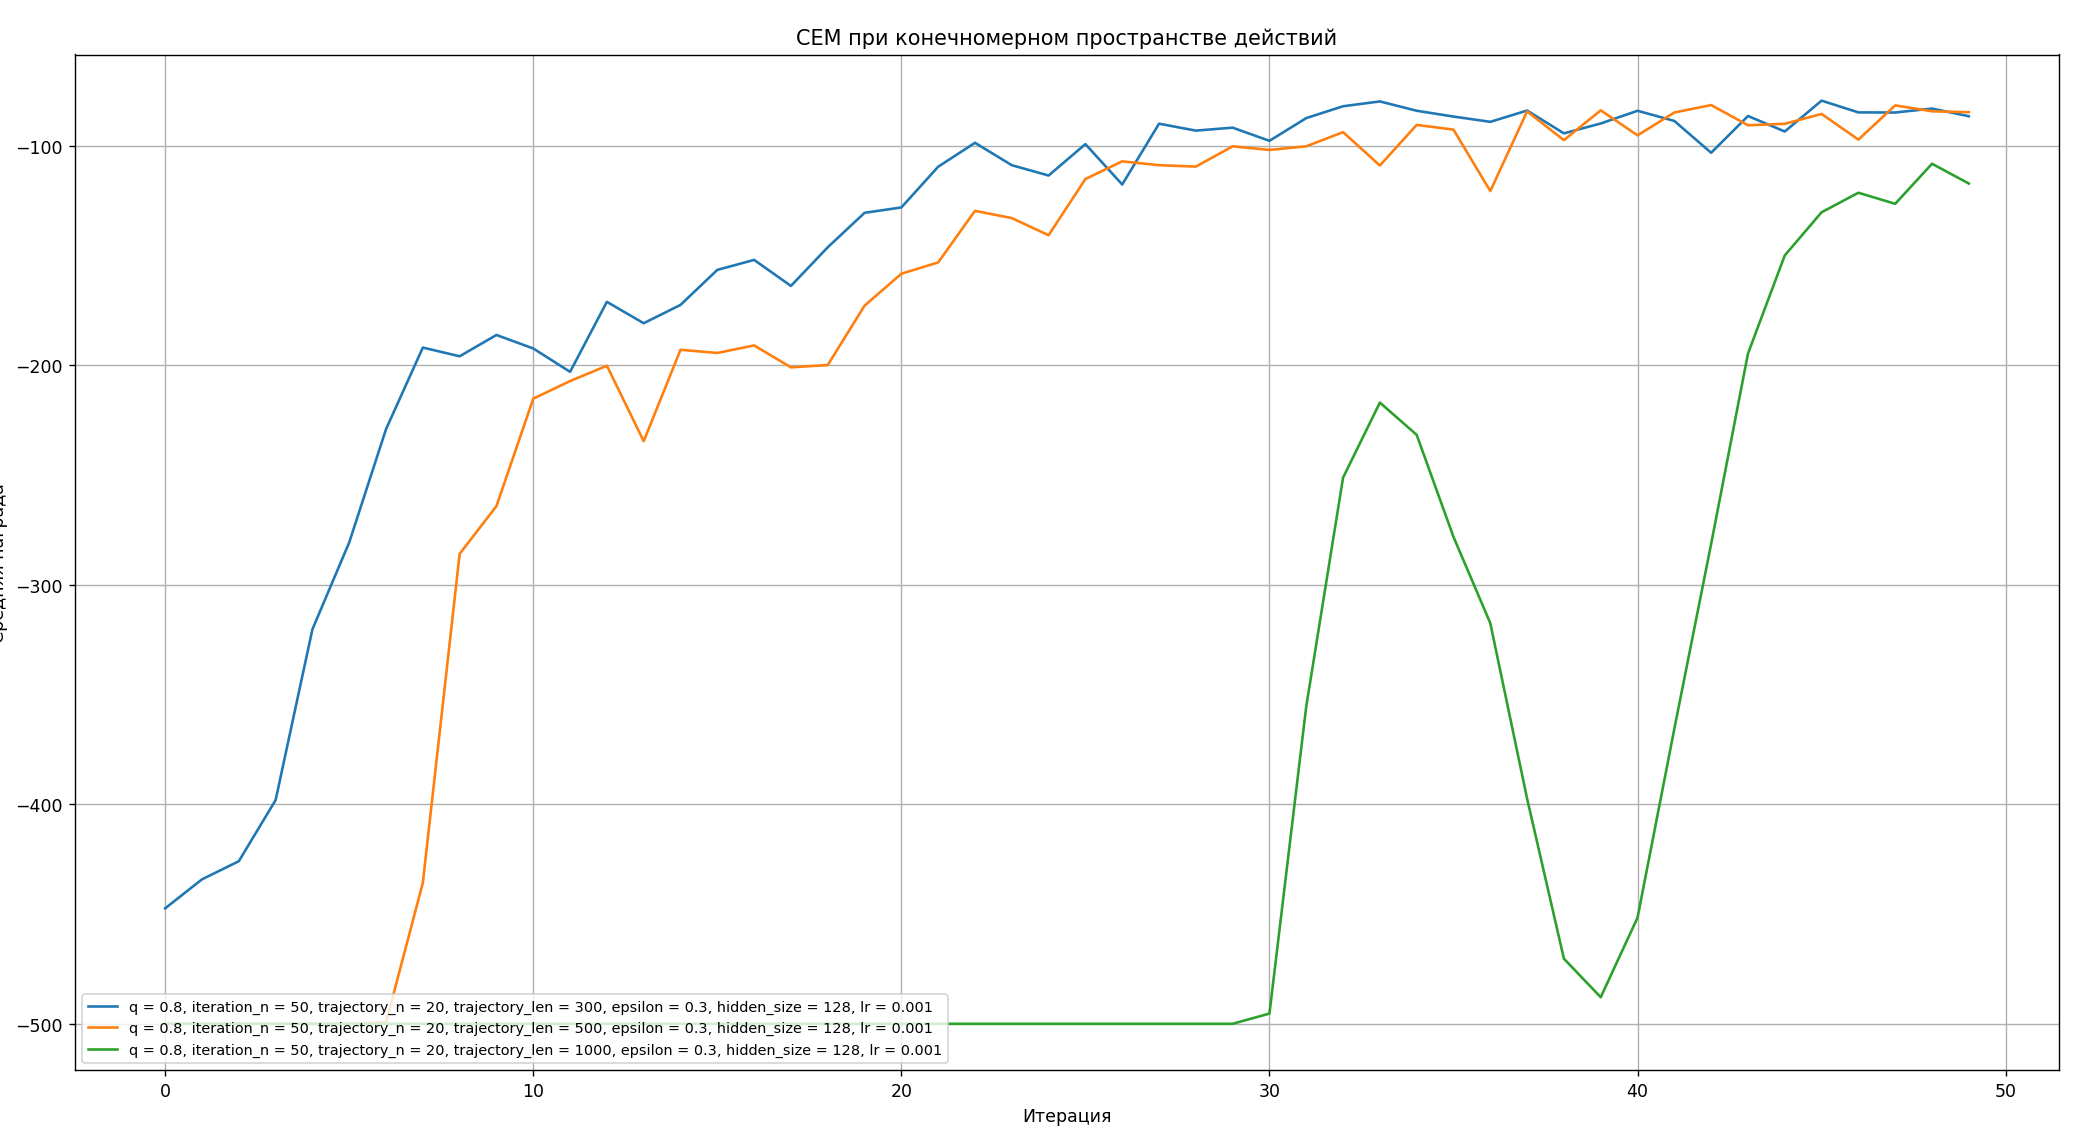 CEM при конечномерном пространстве действий
−100
−200
−300
−400
−500
q = 0.8, iteration_n = 50, trajectory_n = 20, trajectory_len = 300, epsilon = 0.3, hidden_size = 128, lr = 0.001
q = 0.8, iteration_n = 50, trajectory_n = 20, trajectory_len = 500, epsilon = 0.3, hidden_size = 128, lr = 0.001
q = 0.8, iteration_n = 50, trajectory_n = 20, trajectory_len = 1000, epsilon = 0.3, hidden_size = 128, lr = 0.001
0 10 20 30 40 50
Итерация